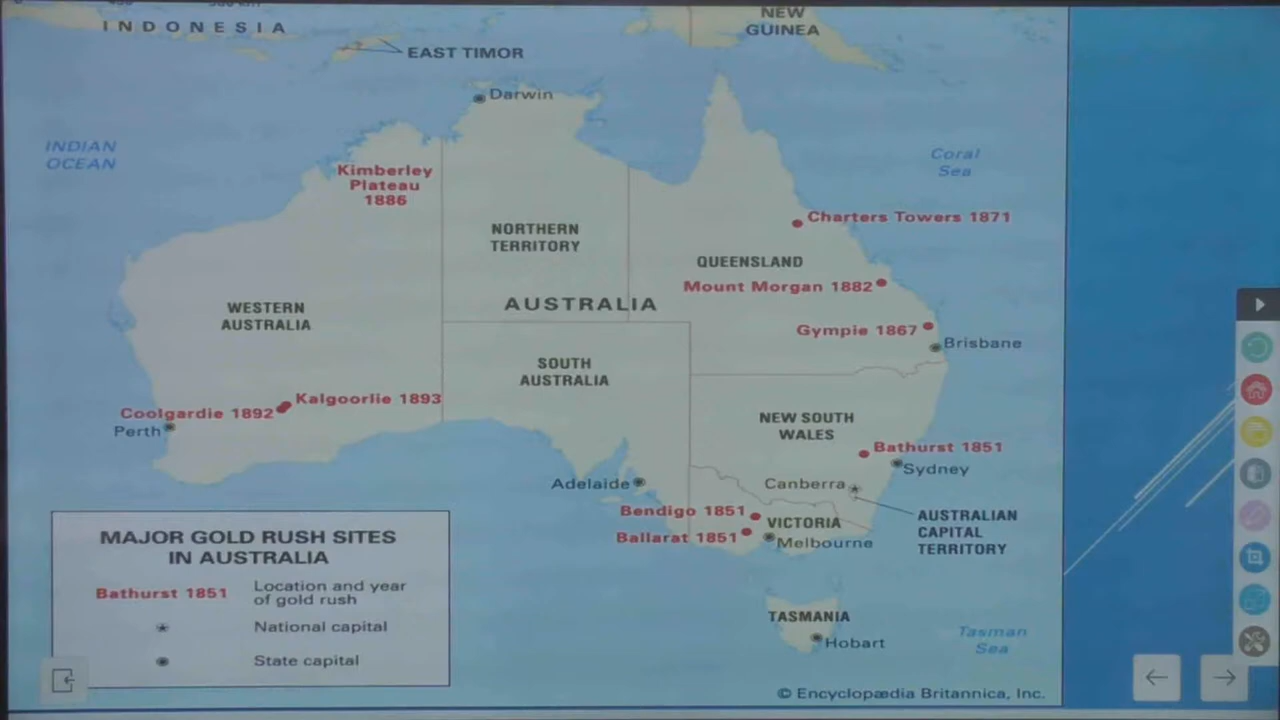 INDONESIA
NEW
GUINEA
EAST TIMOR
Darwin
INDIAN
OCEAN
Coral
Sea
Kimberley
Plateau
1886
Charters Towers 1871
NORTHERN
TERRITORY
QUEENSLAND
Mount Morgan 1882
AUSTRALIA
WESTERN
AUSTRALIA
Gympie 1867
Brisbane
SOUTH
AUSTRALIA
Kalgoorlie 1893
Coolgardie 1892
Perth
NEW SOUTH
WALES
Bathurst 1851
Sydney
Canberra
Adelaide
Bendigo 1851
VICTORIA
Ballarat 1851
Melbourne
AUSTRALIAN
CAPITAL
TERRITORY
MAJOR GOLD RUSH SITES
IN AUSTRALIA
Bathurst 1851
Location and year
of gold rush
National capital
State capital
TASMANIA
Hobart
Tasman
Sea
© Encyclopædia Britannica, Inc.